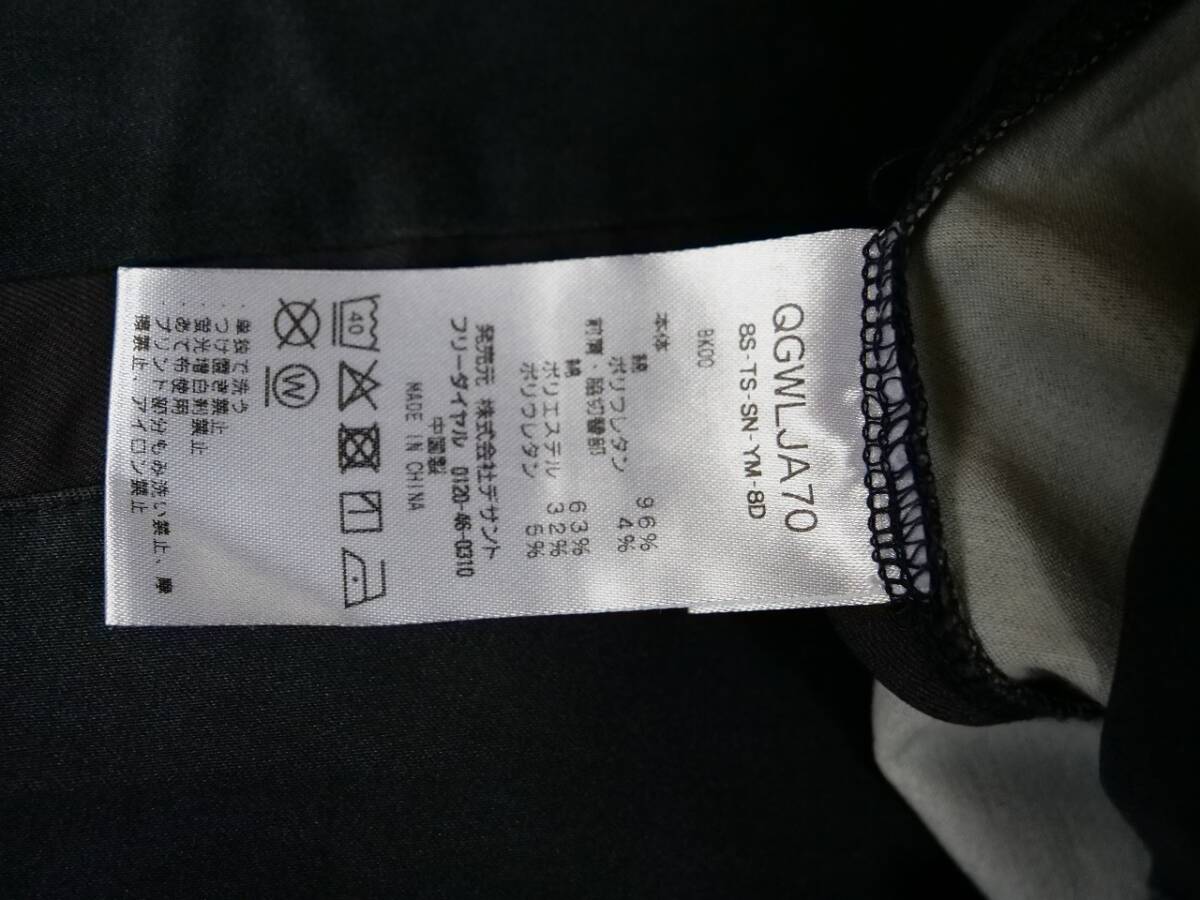 QGWLJA70
8S-TS-SN-YM-8D
BK00
本体
綿 96%
ポリウレタン 4%
前肩・脇切替部
綿 63%
ポリエステル 32%
ポリウレタン 5%
発売元 株式会社デサント
フリーダイヤル 0120-46-0310
中国製
MADE IN CHINA
40
W
・単独で洗う
・つけ置き禁止
・蛍光増白剤禁止
・あて布使用
・プリント部分もみ洗い禁止、摩
擦禁止、アイロン禁止